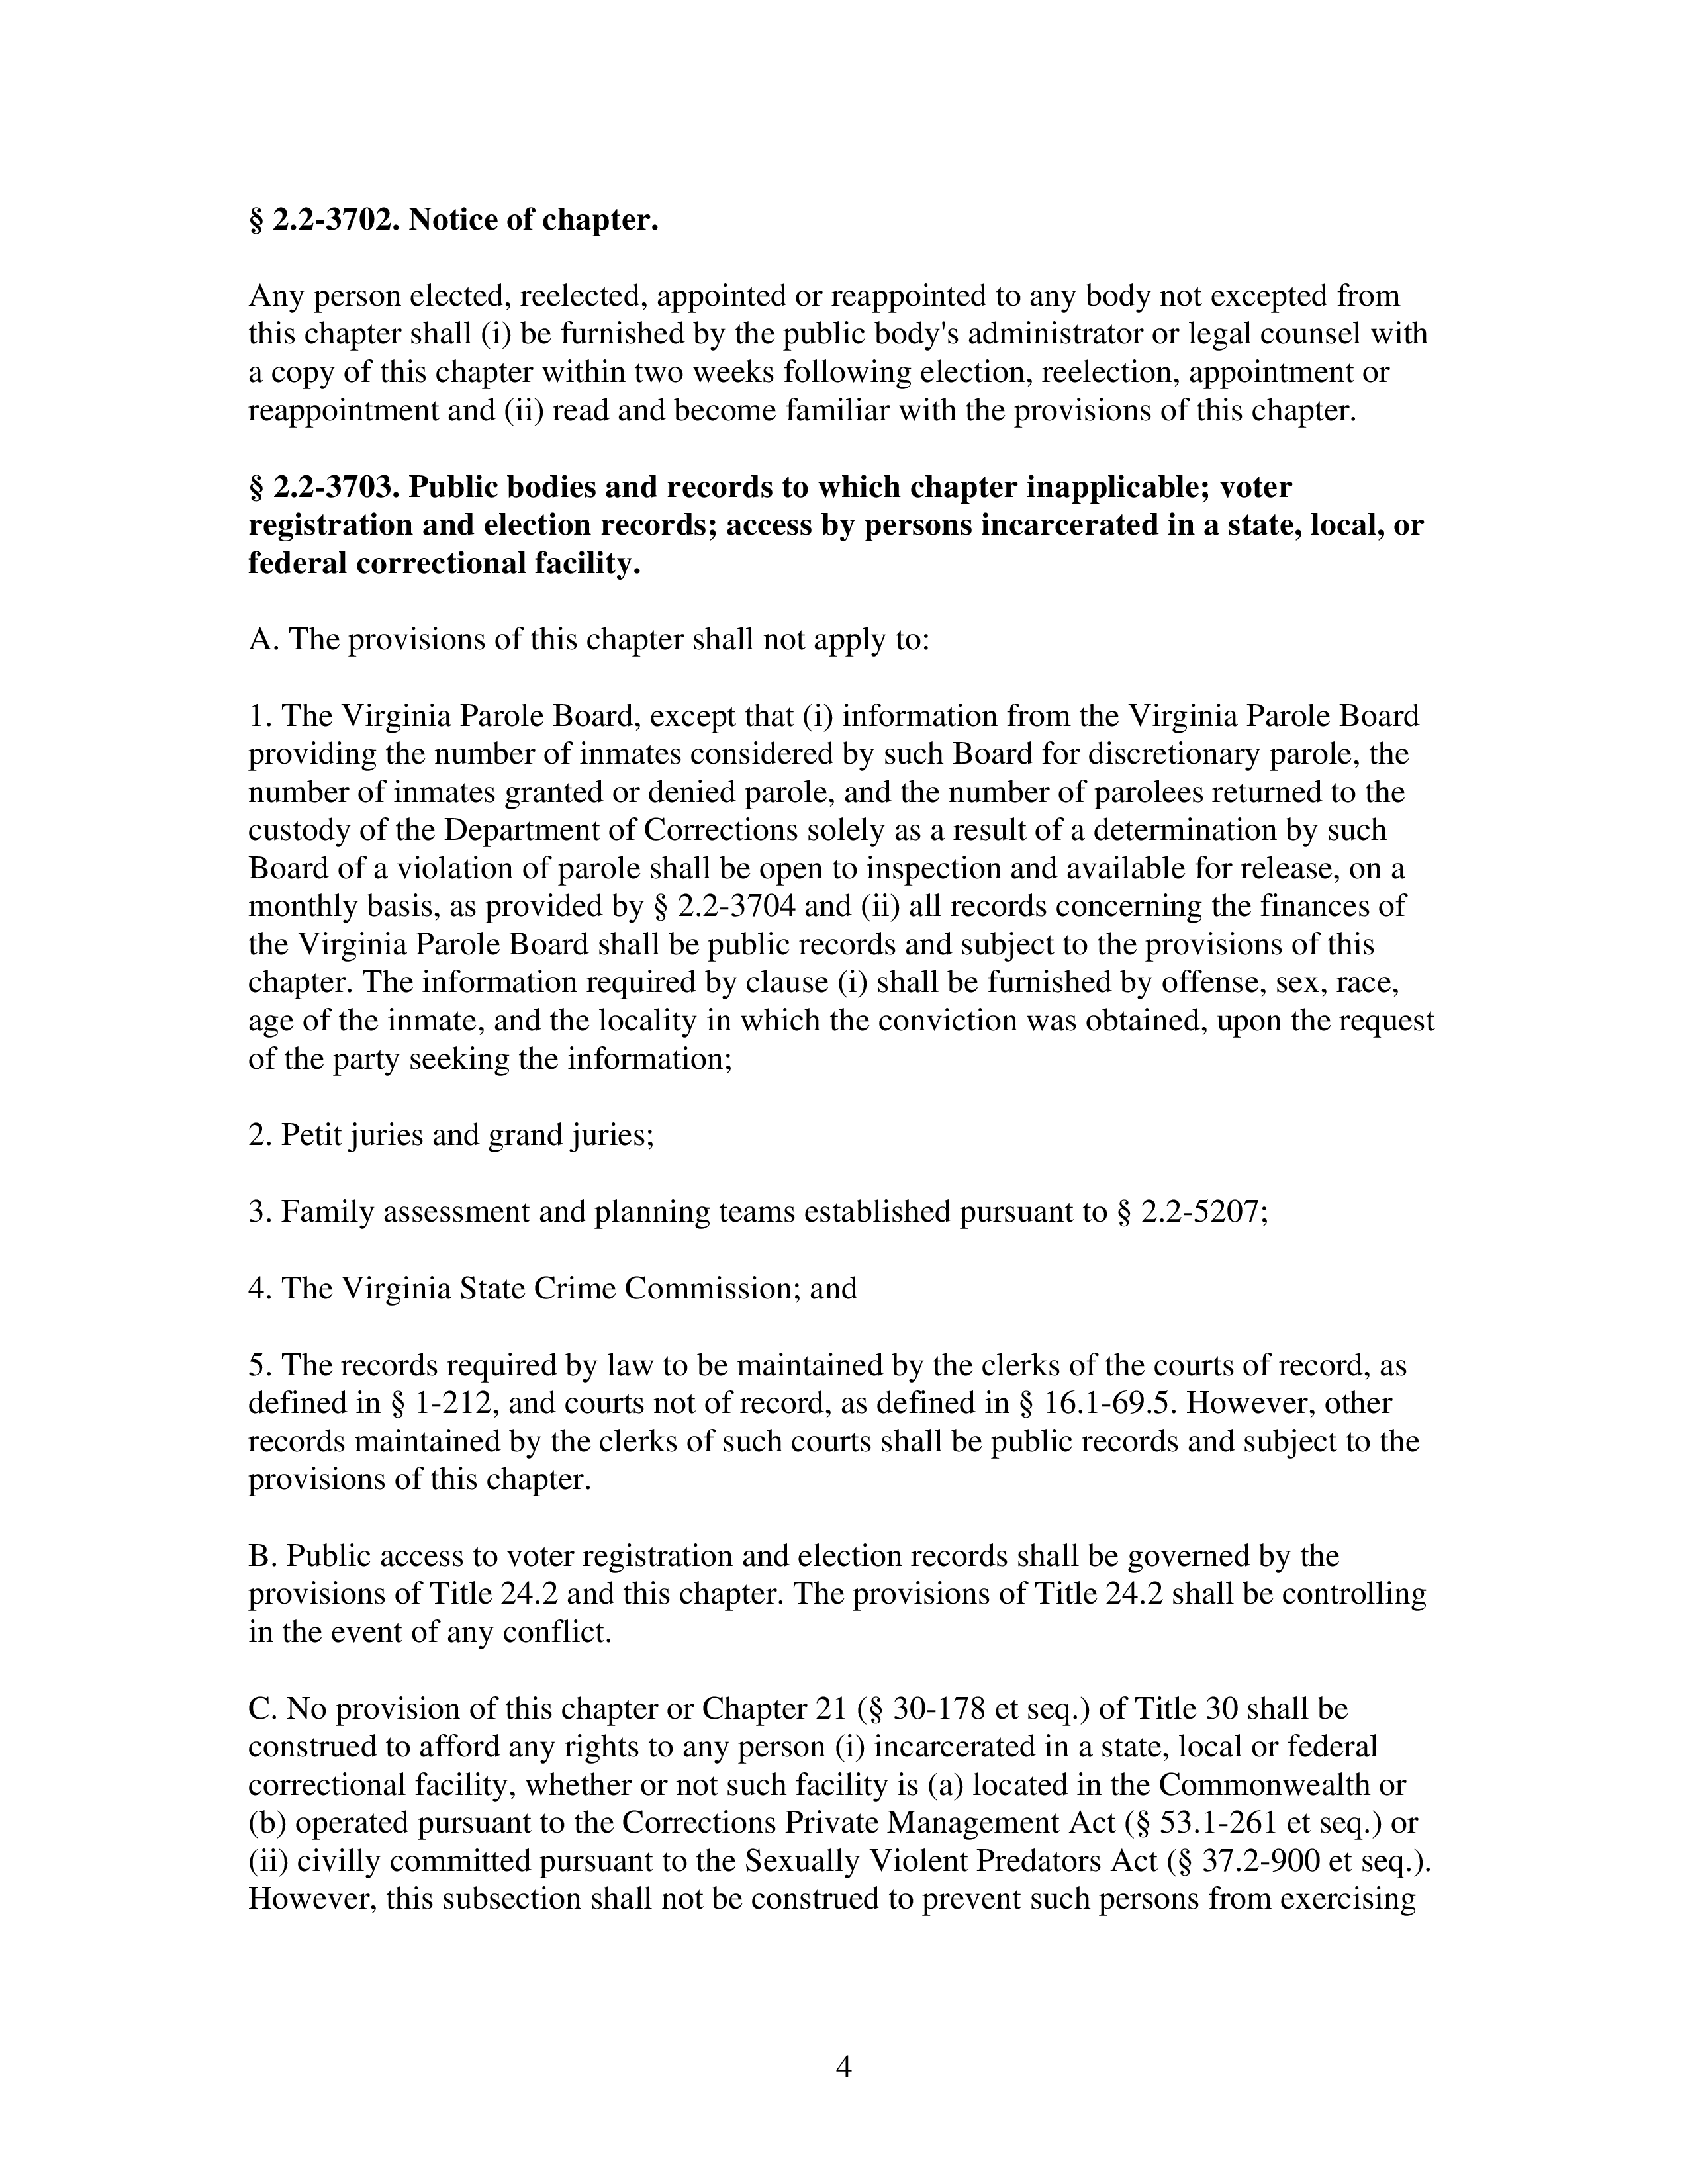 § 2.2-3702. Notice of chapter.
Any person elected, reelected, appointed or reappointed to any body not excepted from
this chapter shall (i) be furnished by the public body's administrator or legal counsel with
a copy of this chapter within two weeks following election, reelection, appointment or
reappointment and (ii) read and become familiar with the provisions of this chapter.
§ 2.2-3703. Public bodies and records to which chapter inapplicable; voter
registration and election records; access by persons incarcerated in a state, local, or
federal correctional facility.
A. The provisions of this chapter shall not apply to:
1. The Virginia Parole Board, except that (i) information from the Virginia Parole Board
providing the number of inmates considered by such Board for discretionary parole, the
number of inmates granted or denied parole, and the number of parolees returned to the
custody of the Department of Corrections solely as a result of a determination by such
Board of a violation of parole shall be open to inspection and available for release, on a
monthly basis, as provided by § 2.2-3704 and (ii) all records concerning the finances of
the Virginia Parole Board shall be public records and subject to the provisions of this
chapter. The information required by clause (i) shall be furnished by offense, sex, race,
age of the inmate, and the locality in which the conviction was obtained, upon the request
of the party seeking the information;
2. Petit juries and grand juries;
3. Family assessment and planning teams established pursuant to § 2.2-5207;
4. The Virginia State Crime Commission; and
5. The records required by law to be maintained by the clerks of the courts of record, as
defined in § 1-212, and courts not of record, as defined in § 16.1-69.5. However, other
records maintained by the clerks of such courts shall be public records and subject to the
provisions of this chapter.
B. Public access to voter registration and election records shall be governed by the
provisions of Title 24.2 and this chapter. The provisions of Title 24.2 shall be controlling
in the event of any conflict.
C. No provision of this chapter or Chapter 21 (§ 30-178 et seq.) of Title 30 shall be
construed to afford any rights to any person (i) incarcerated in a state, local or federal
correctional facility, whether or not such facility is (a) located in the Commonwealth or
(b) operated pursuant to the Corrections Private Management Act (§ 53.1-261 et seq.) or
(ii) civilly committed pursuant to the Sexually Violent Predators Act (§ 37.2-900 et seq.).
However, this subsection shall not be construed to prevent such persons from exercising
4